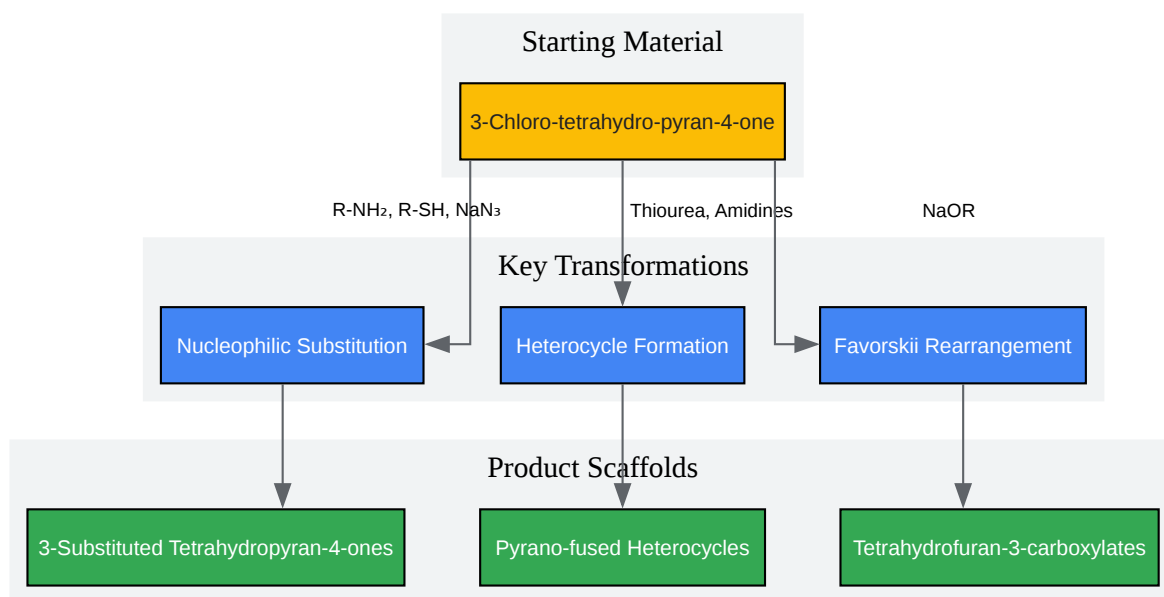 Starting Material
3-Chloro-tetrahydro-pyran-4-one
R-NH₂, R-SH, NaN₃
Thiourea, Amidines
NaOR
Key Transformations
Nucleophilic Substitution
Heterocycle Formation
Favorskii Rearrangement
Product Scaffolds
3-Substituted Tetrahydropyran-4-ones
Pyrano-fused Heterocycles
Tetrahydrofuran-3-carboxylates